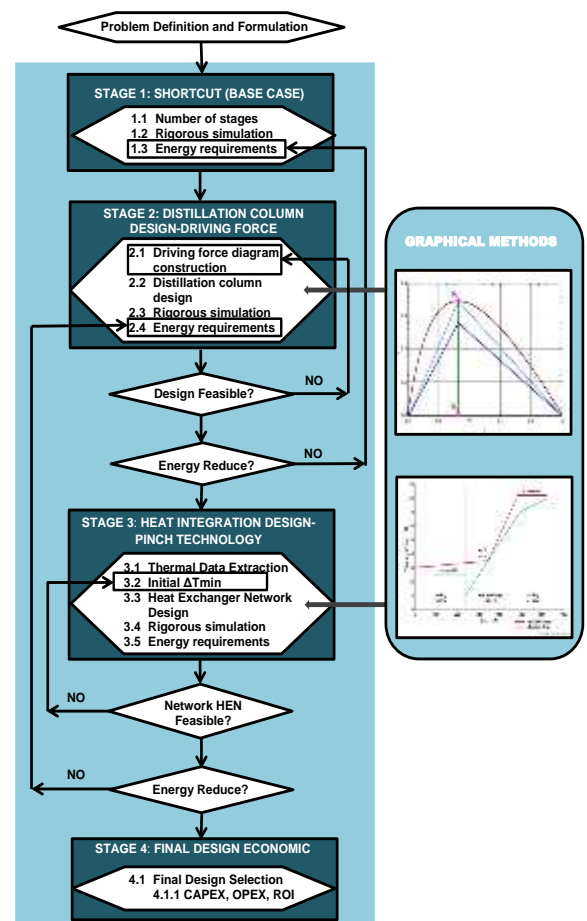 Problem Definition and Formulation
STAGE 1: SHORTCUT (BASE CASE)
1.1 Number of stages
1.2 Rigorous simulation
1.3 Energy requirements
STAGE 2: DISTILLATION COLUMN
DESIGN-DRIVING FORCE
2.1 Driving force diagram
construction
2.2 Distillation column
design
2.3 Rigorous simulation
2.4 Energy requirements
NO
Design Feasible?
NO
Energy Reduce?
STAGE 3: HEAT INTEGRATION DESIGN-
PINCH TECHNOLOGY
3.1 Thermal Data Extraction
3.2 Initial ΔTmin
3.3 Heat Exchanger Network
Design
3.4 Rigorous simulation
3.5 Energy requirements
NO
Network HEN
Feasible?
NO
Energy Reduce?
STAGE 4: FINAL DESIGN ECONOMIC
4.1 Final Design Selection
4.1.1 CAPEX, OPEX, ROI
GRAPHICAL METHODS